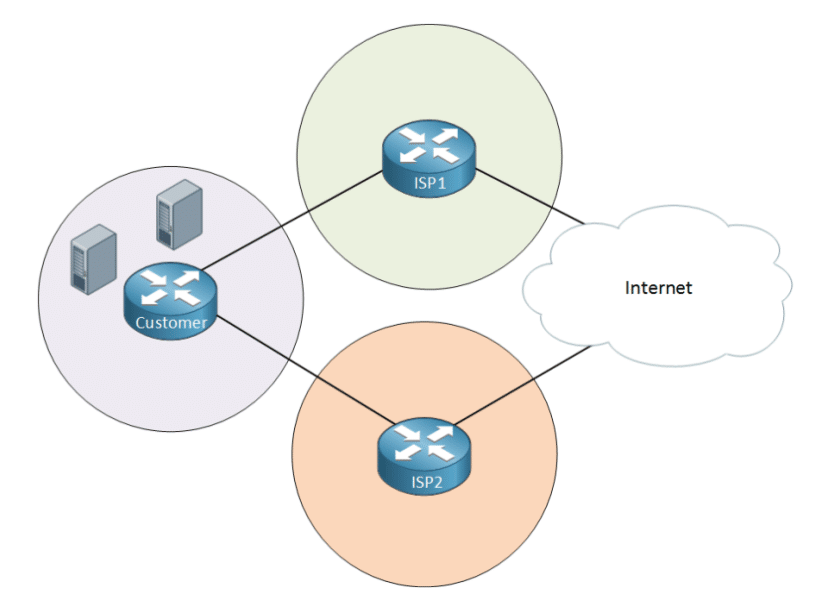 ISP1
Internet
Customer
ISP2